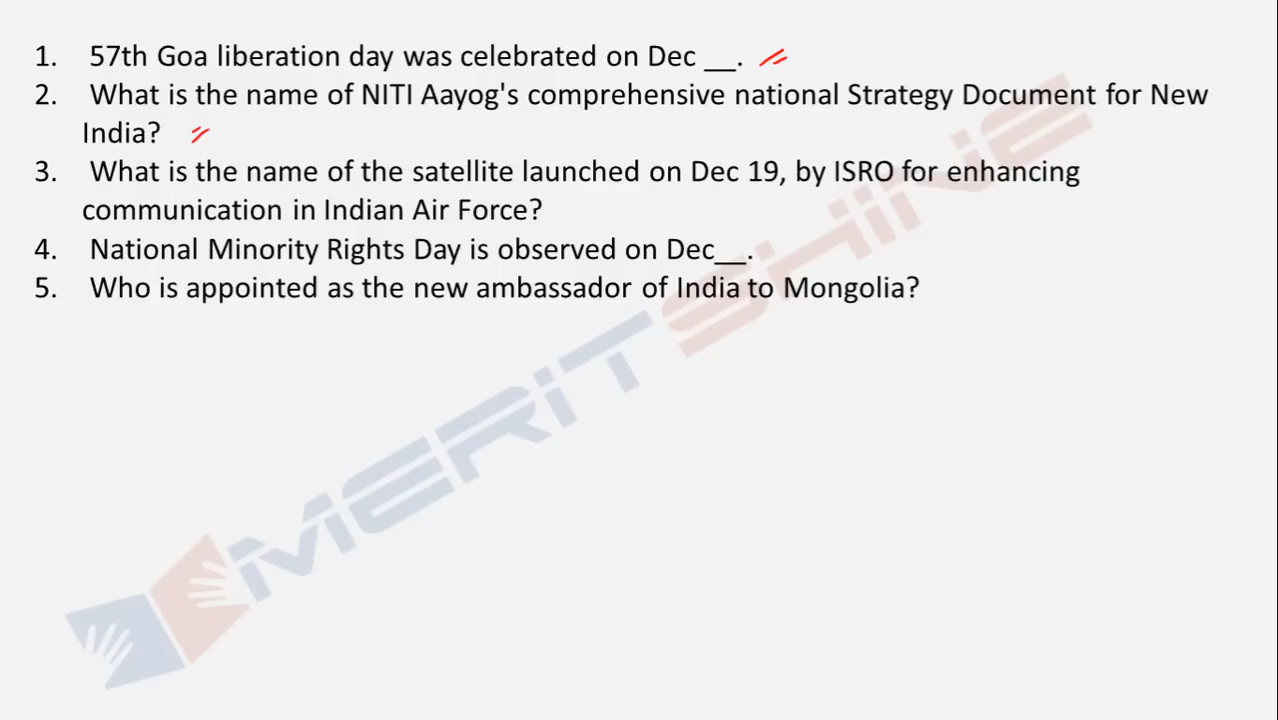 1. 57th Goa liberation day was celebrated on Dec __.
2. What is the name of NITI Aayog's comprehensive national Strategy Document for New
India?
3. What is the name of the satellite launched on Dec 19, by ISRO for enhancing
communication in Indian Air Force?
4. National Minority Rights Day is observed on Dec__.
5. Who is appointed as the new ambassador of India to Mongolia?
MERiTSHiNE